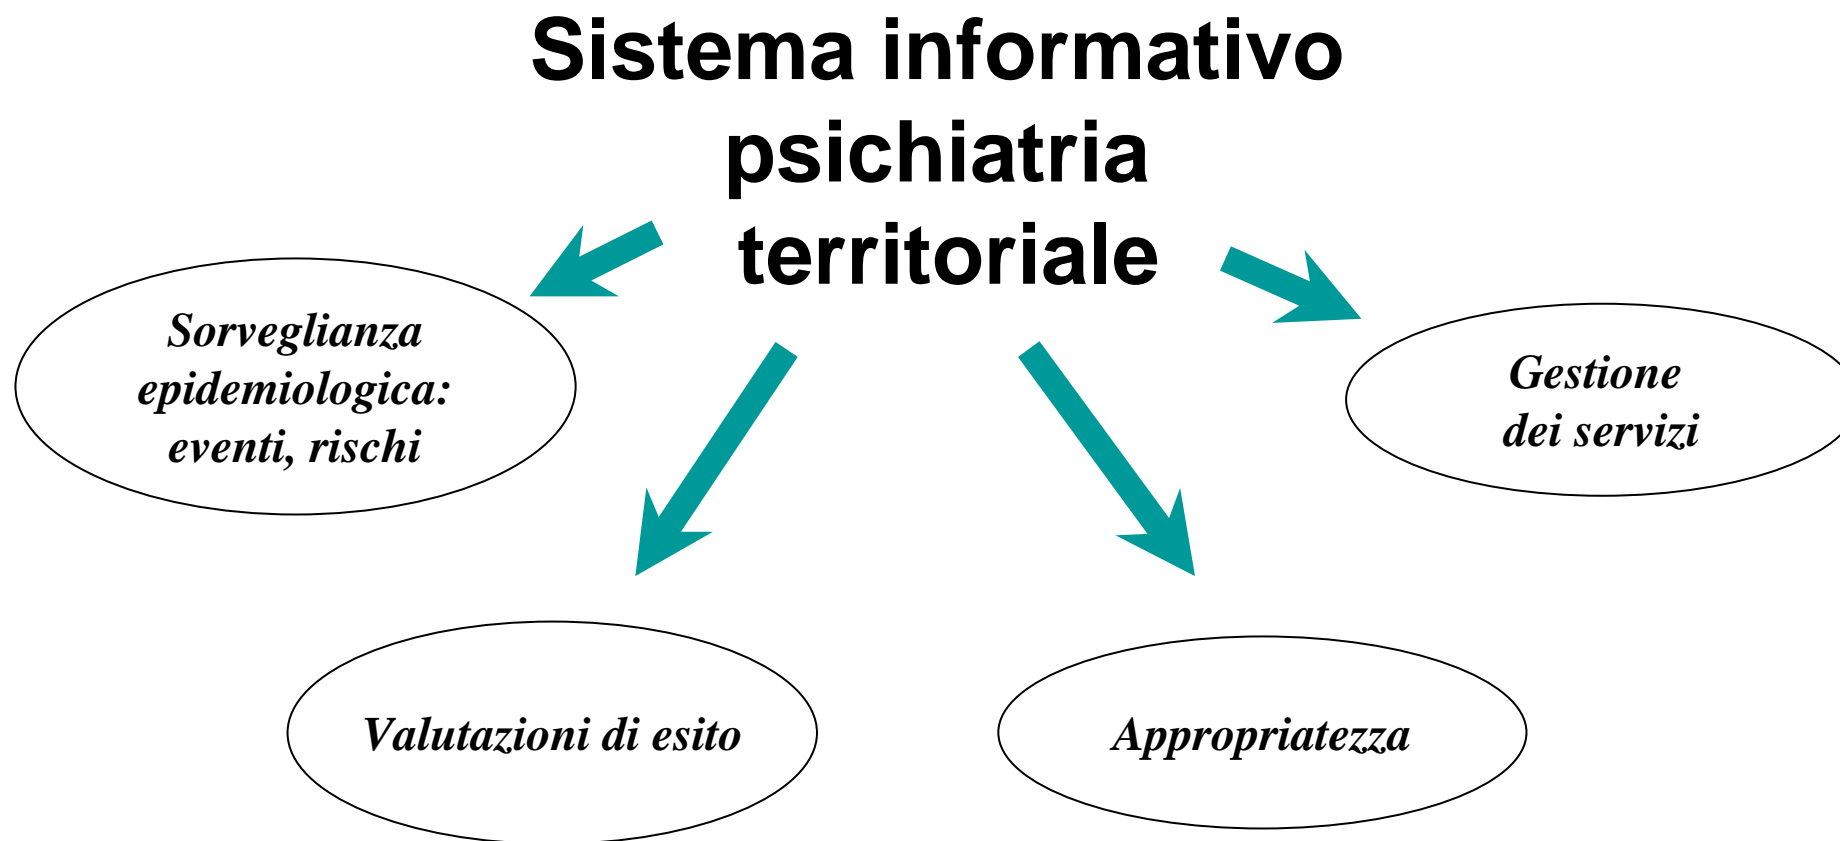 Sistema informativo
psichiatria
territoriale
Sorveglianza
epidemiologica:
eventi, rischi
Gestione
dei servizi
Valutazioni di esito
Appropriatezza